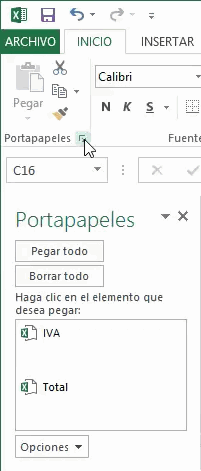 ARCHIVO INICIO INSERTAR
Pegar
Calibri
N K S
Portapapeles Fuente
C16
Portapapeles
Pegar todo
Borrar todo
Haga clic en el elemento que
desea pegar:
IVA
Total
Opciones